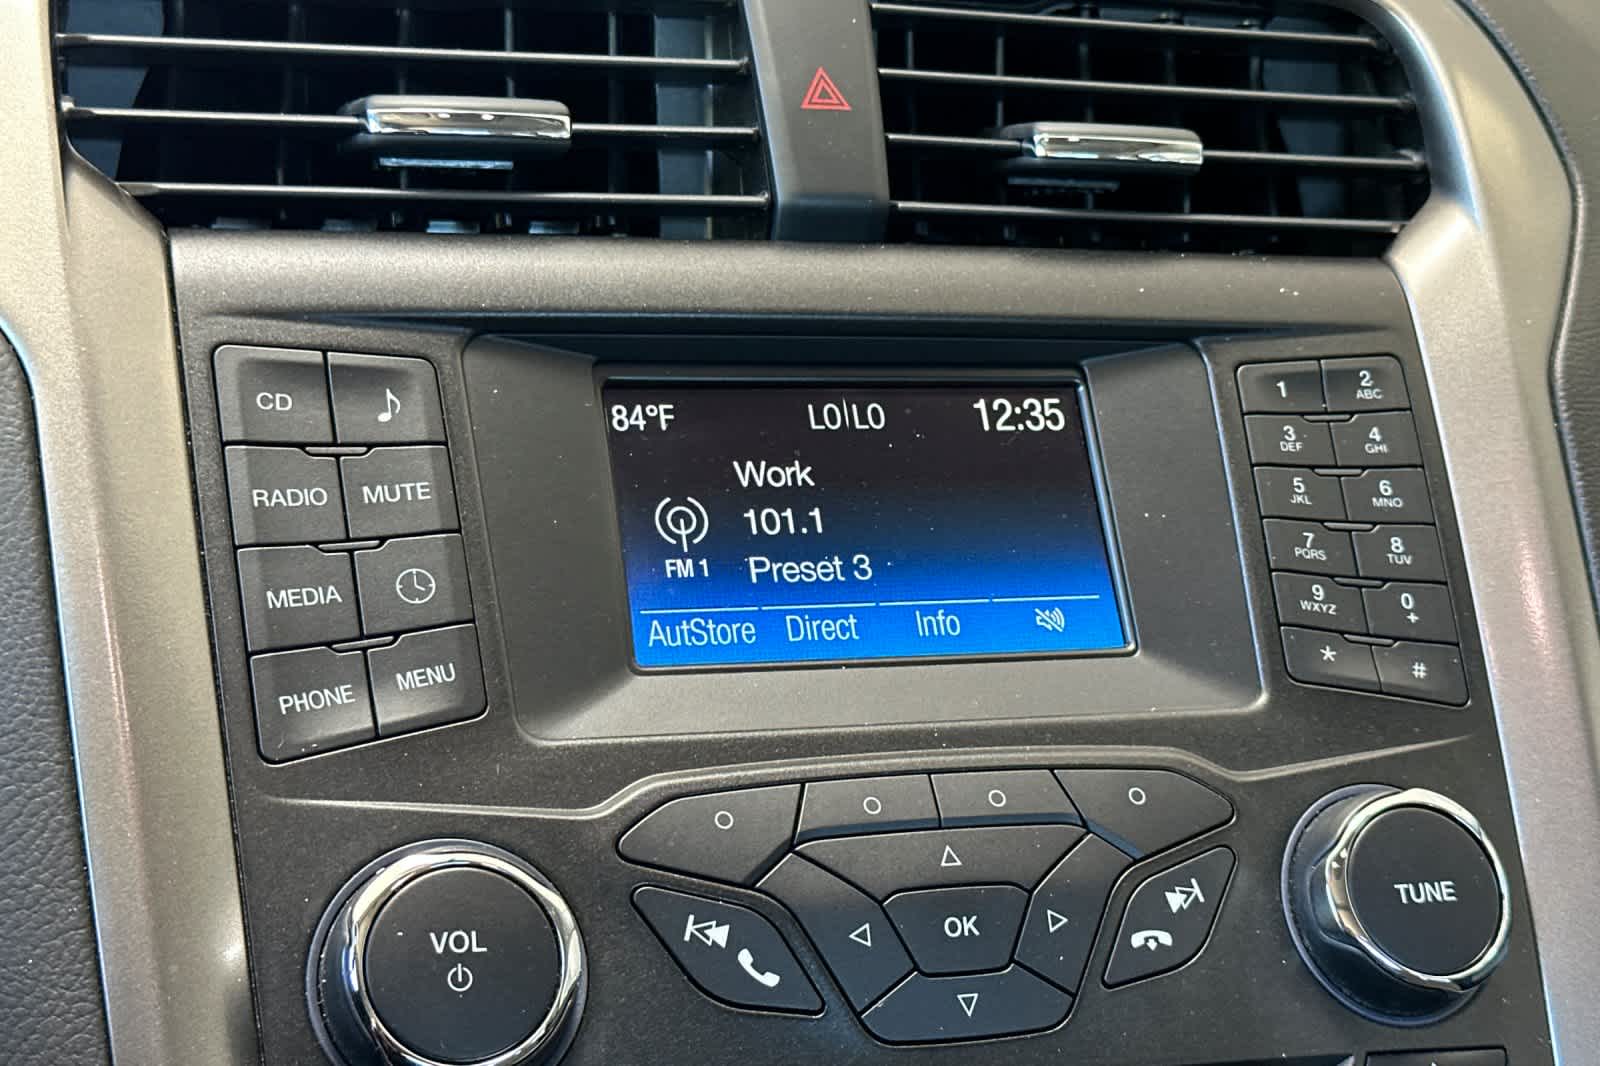 84°F LO|LO 12:35
Work
101.1
FM 1 Preset 3
AutStore Direct Info
CD
RADIO MUTE
MEDIA
PHONE MENU
1 2 ABC
3 DEF 4 GHI
5 JKL 6 MNO
7 PQRS 8 TUV
9 WXYZ 0 +
* #
VOL
OK
TUNE